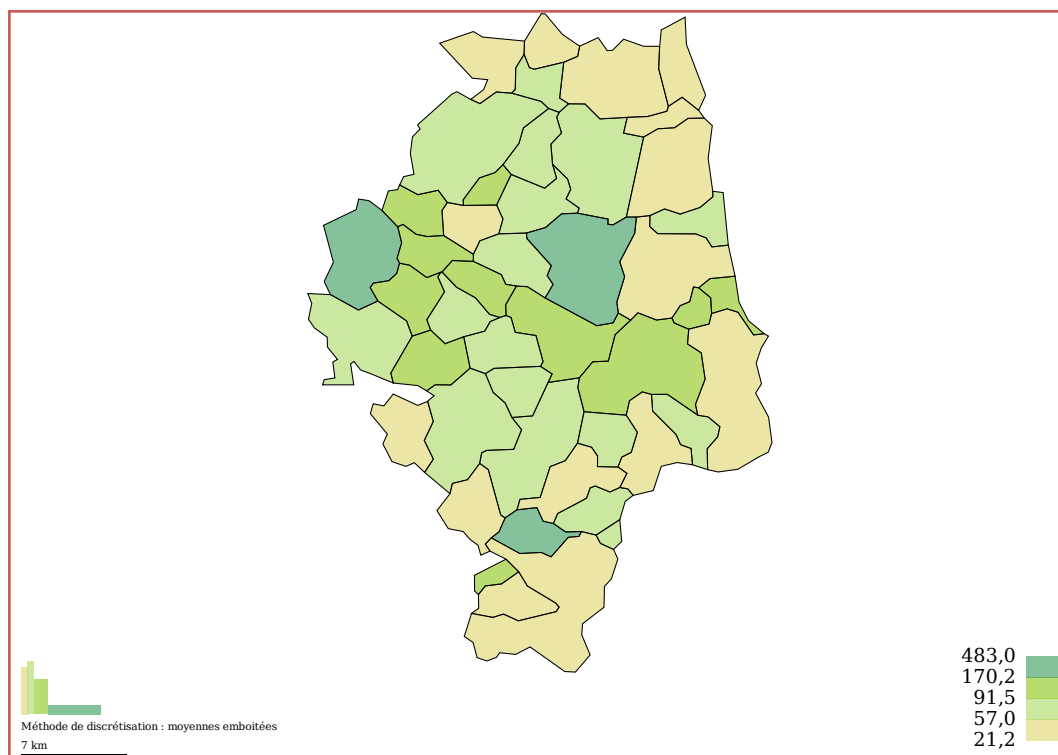 483,0
170,2
91,5
57,0
21,2
Méthode de discrétisation : moyennes emboitées
7 km